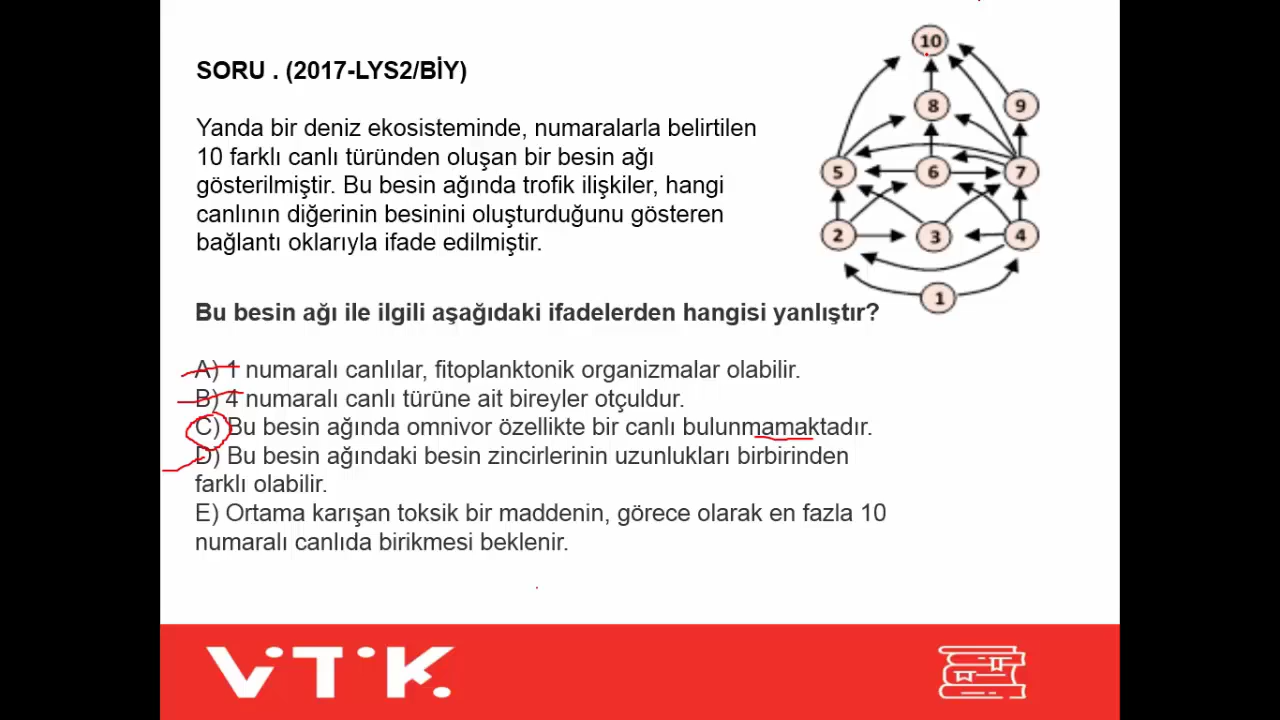 SORU . (2017-LYS2/BİY)
Yanda bir deniz ekosisteminde, numaralarla belirtilen
10 farklı canlı türünden oluşan bir besin ağı
gösterilmiştir. Bu besin ağında trofik ilişkiler, hangi
canlının diğerinin besinini oluşturduğunu gösteren
bağlantı oklarıyla ifade edilmiştir.
10
8
9
5
6
7
2
3
4
1
Bu besin ağı ile ilgili aşağıdaki ifadelerden hangisi yanlıştır?
A) 1 numaralı canlılar, fitoplanktonik organizmalar olabilir.
B) 4 numaralı canlı türüne ait bireyler otçuldur.
C) Bu besin ağında omnivor özellikte bir canlı bulunmamaktadır.
D) Bu besin ağındaki besin zincirlerinin uzunlukları birbirinden
farklı olabilir.
E) Ortama karışan toksik bir maddenin, görece olarak en fazla 10
numaralı canlıda birikmesi beklenir.
VİTİK.